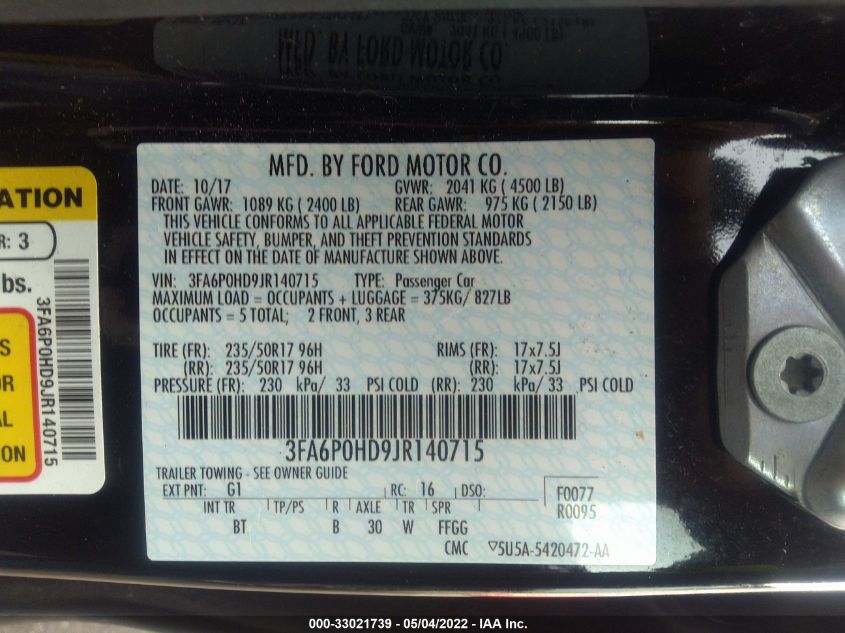 MFD. BY FORD MOTOR CO.
DATE: 10/17 GVWR: 2041 KG ( 4500 LB)
FRONT GAWR: 1089 KG ( 2400 LB) REAR GAWR: 975 KG ( 2150 LB)
THIS VEHICLE CONFORMS TO ALL APPLICABLE FEDERAL MOTOR
VEHICLE SAFETY, BUMPER, AND THEFT PREVENTION STANDARDS
IN EFFECT ON THE DATE OF MANUFACTURE SHOWN ABOVE.
VIN: 3FA6P0HD9JR140715 TYPE: Passenger Car
MAXIMUM LOAD = OCCUPANTS + LUGGAGE = 375KG/ 827LB
OCCUPANTS = 5 TOTAL; 2 FRONT, 3 REAR
TIRE (FR): 235/50R17 96H RIMS (FR): 17x7.5J
(RR): 235/50R17 96H (RR): 17x7.5J
PRESSURE (FR): 230 kPa/ 33 PSI COLD (RR): 230 kPa/ 33 PSI COLD
3FA6P0HD9JR140715
TRAILER TOWING - SEE OWNER GUIDE
EXT PNT: G1 RC: 16 DSO: F0077
INT TR TP/PS R AXLE TR SPR R0095
BT B 30 W FFGG
CMC 5U5A-5420472-AA
ATION
R: 3
bs.
S
OR
AL
ON
3FA6P0HD9JR140715
MFD. BY FORD MOTOR CO.
000-33021739 - 05/04/2022 - IAA Inc.